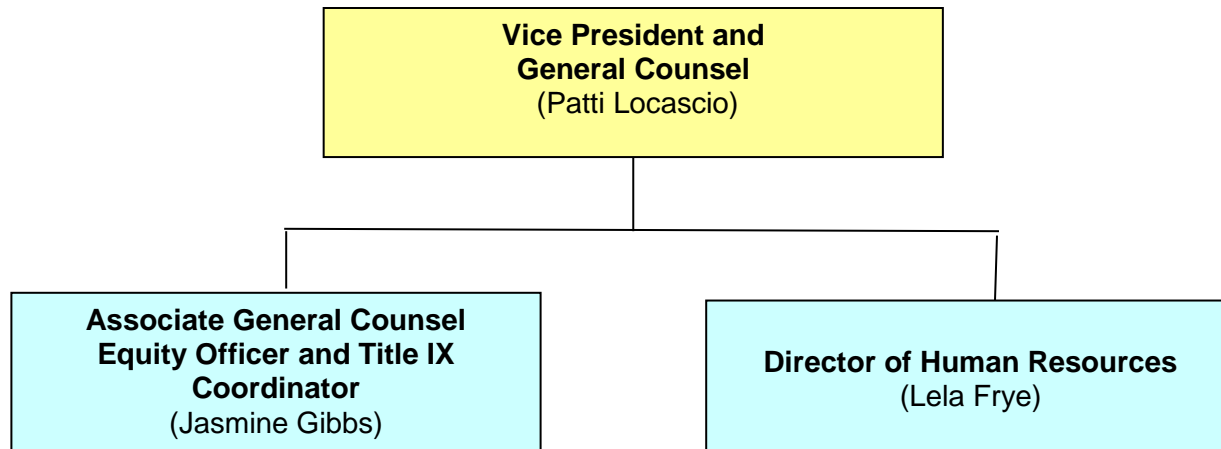 Vice President and
General Counsel
(Patti Locascio)
Associate General Counsel
Equity Officer and Title IX
Coordinator
(Jasmine Gibbs)
Director of Human Resources
(Lela Frye)